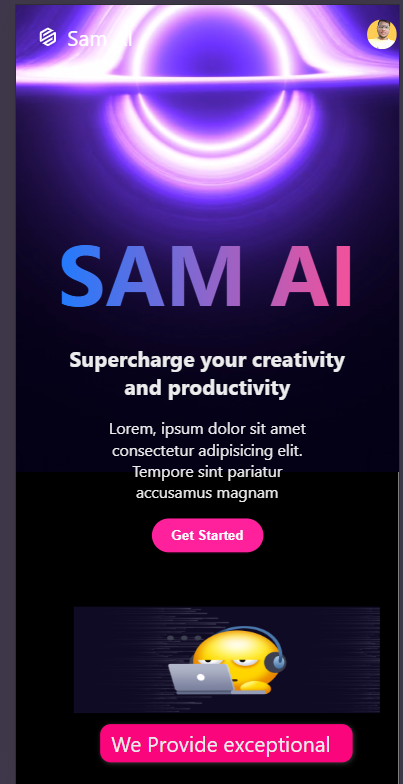 Sam AI
SAM AI
Supercharge your creativity
and productivity
Lorem, ipsum dolor sit amet
consectetur adipisicing elit.
Tempore sint pariatur
accusamus magnam
Get Started
We Provide exceptional